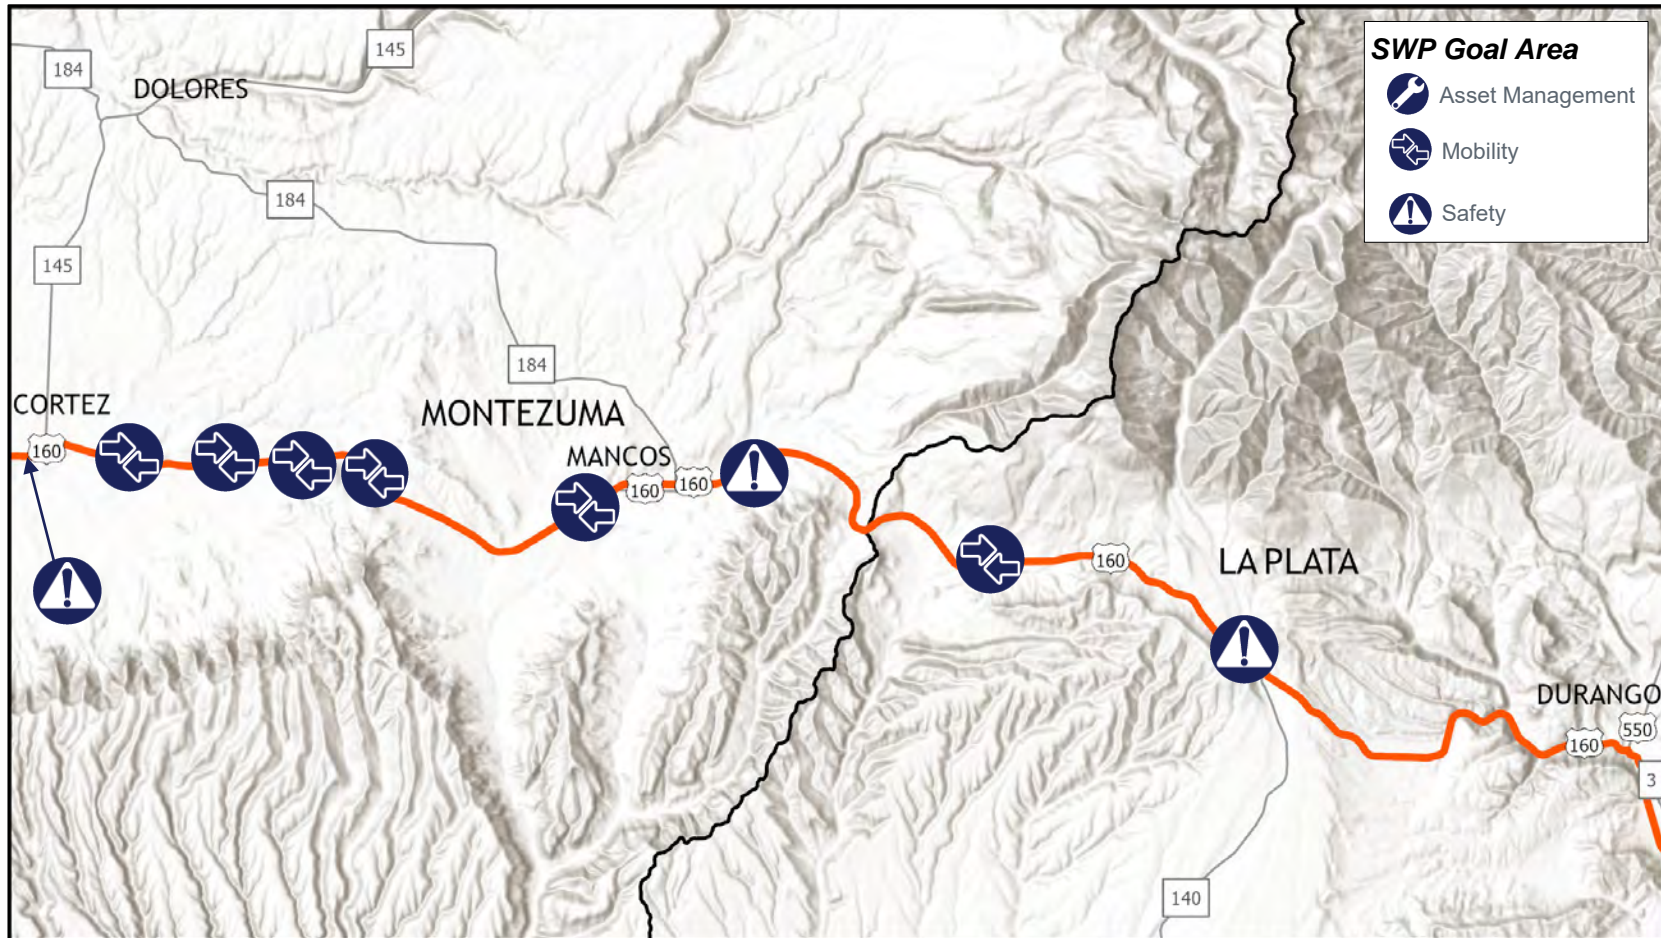 SWP Goal Area
Asset Management
Mobility
Safety
145
184
DOLORES
184
145
184
CORTEZ
MONTEZUMA
160
MANCOS
160
160
160
LA PLATA
DURANGO
550
160
3
140